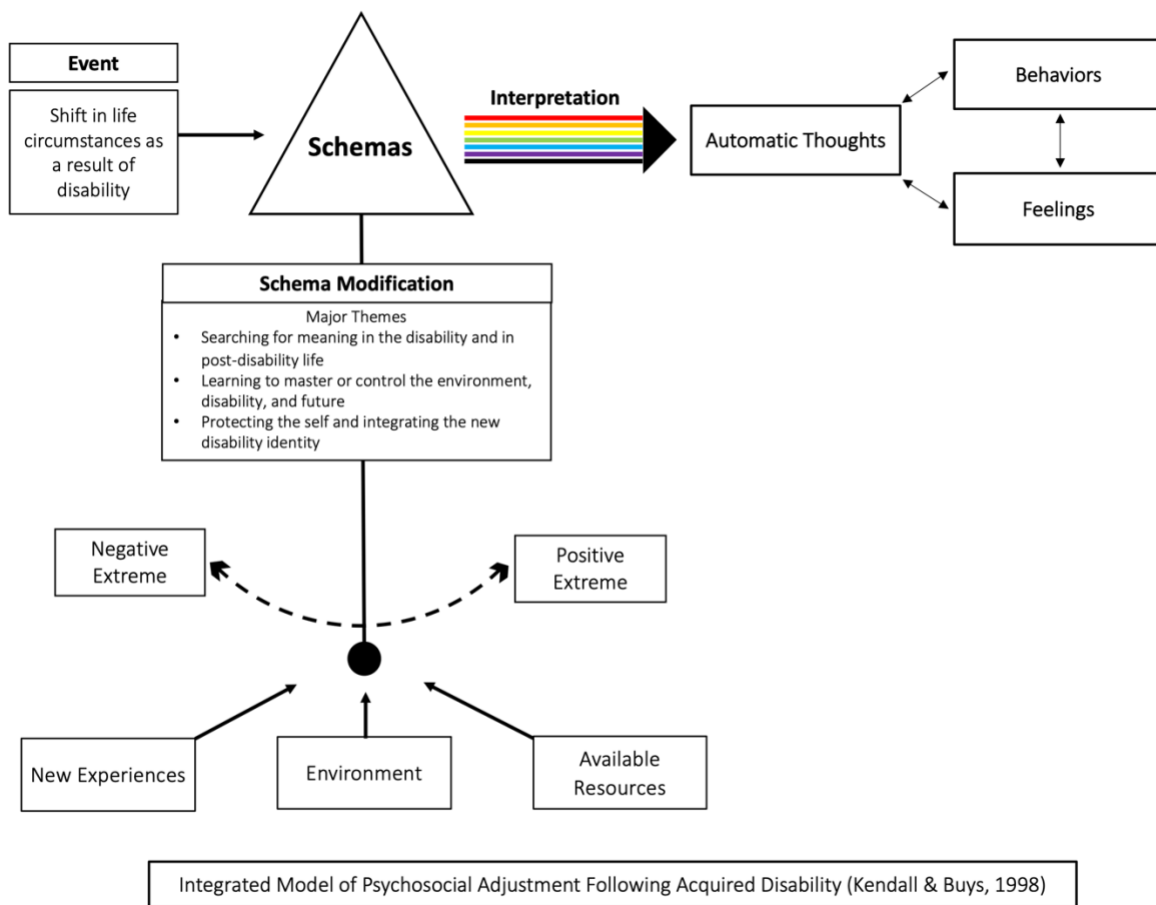 Event
Shift in life
circumstances as
a result of
disability
Schemas
Interpretation
Automatic Thoughts
Behaviors
Feelings
Schema Modification
Major Themes
• Searching for meaning in the disability and in
post-disability life
• Learning to master or control the environment,
disability, and future
• Protecting the self and integrating the new
disability identity
Negative
Extreme
Positive
Extreme
New Experiences
Environment
Available
Resources
Integrated Model of Psychosocial Adjustment Following Acquired Disability (Kendall & Buys, 1998)